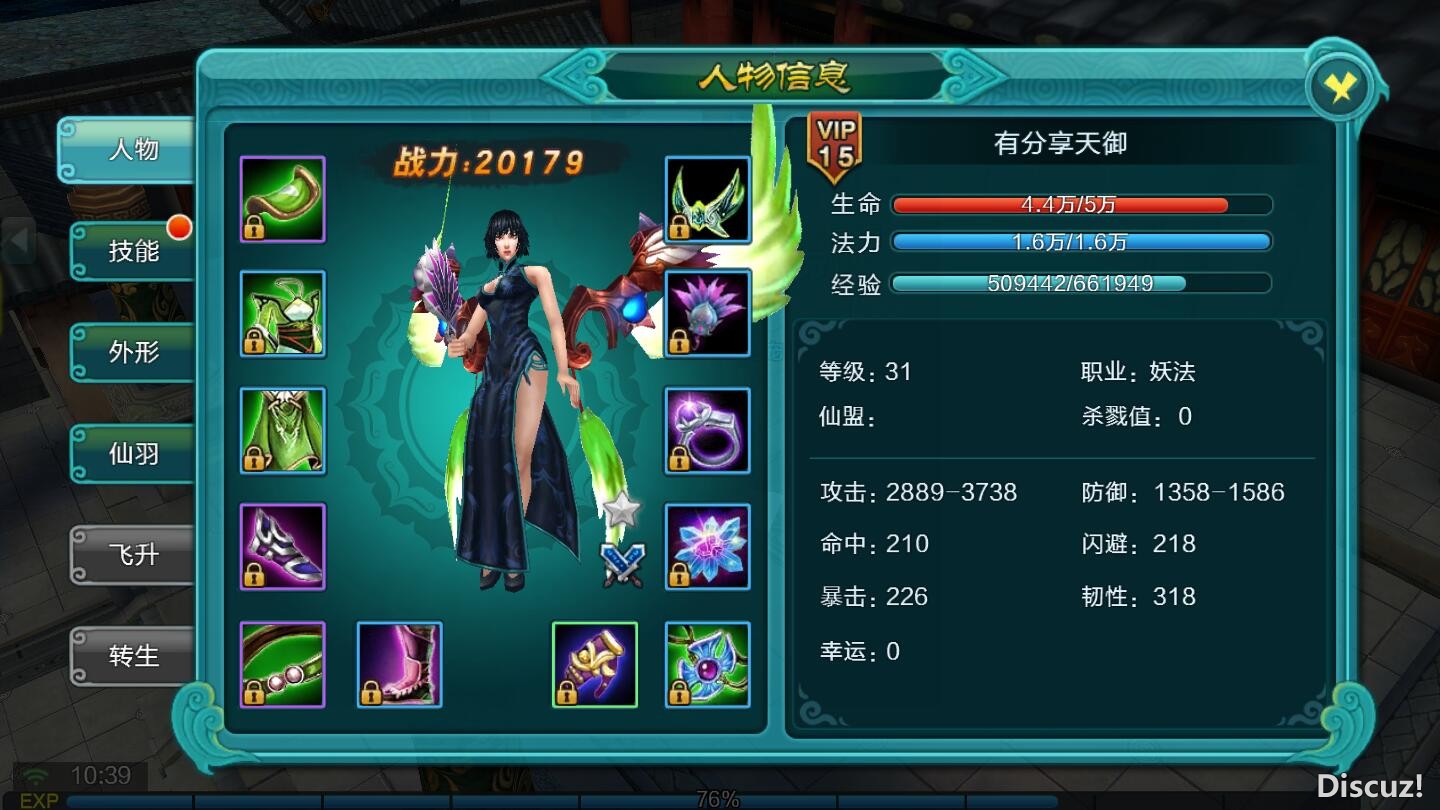 人物信息
人物
技能
外形
仙羽
飞升
转生
战力:20179
VIP
15
有分享天御
生命 4.4万/5万
法力 1.6万/1.6万
经验 509442/661949
等级: 31 职业: 妖法
仙盟: 杀戮值: 0
攻击: 2889-3738 防御: 1358-1586
命中: 210 闪避: 218
暴击: 226 韧性: 318
幸运: 0
10:39
EXP 76%
Discuz!